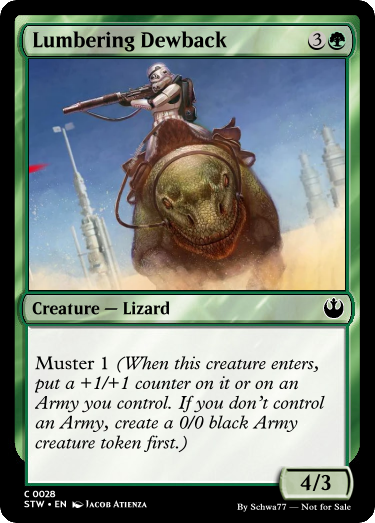 Lumbering Dewback 3
Creature — Lizard
Muster 1 (When this creature enters,
put a +1/+1 counter on it or on an
Army you control. If you don't control
an Army, create a 0/0 black Army
creature token first.)
4/3
C 0028
STW • EN Jacob Atienza
By Schwa77 — Not for Sale